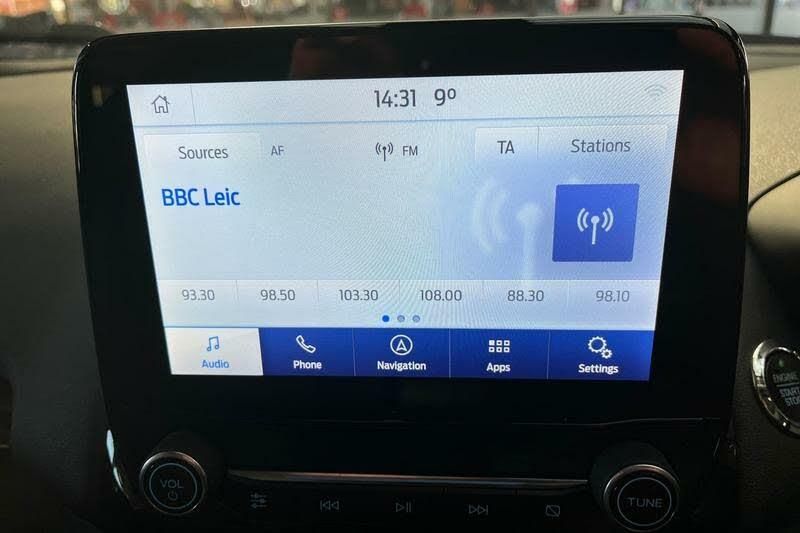 14:31 9º
Sources AF FM TA Stations
BBC Leic
93.30 98.50 103.30 108.00 88.30 98.10
Audio Phone Navigation Apps Settings
ENGINE
START
STOP
VOL
TUNE